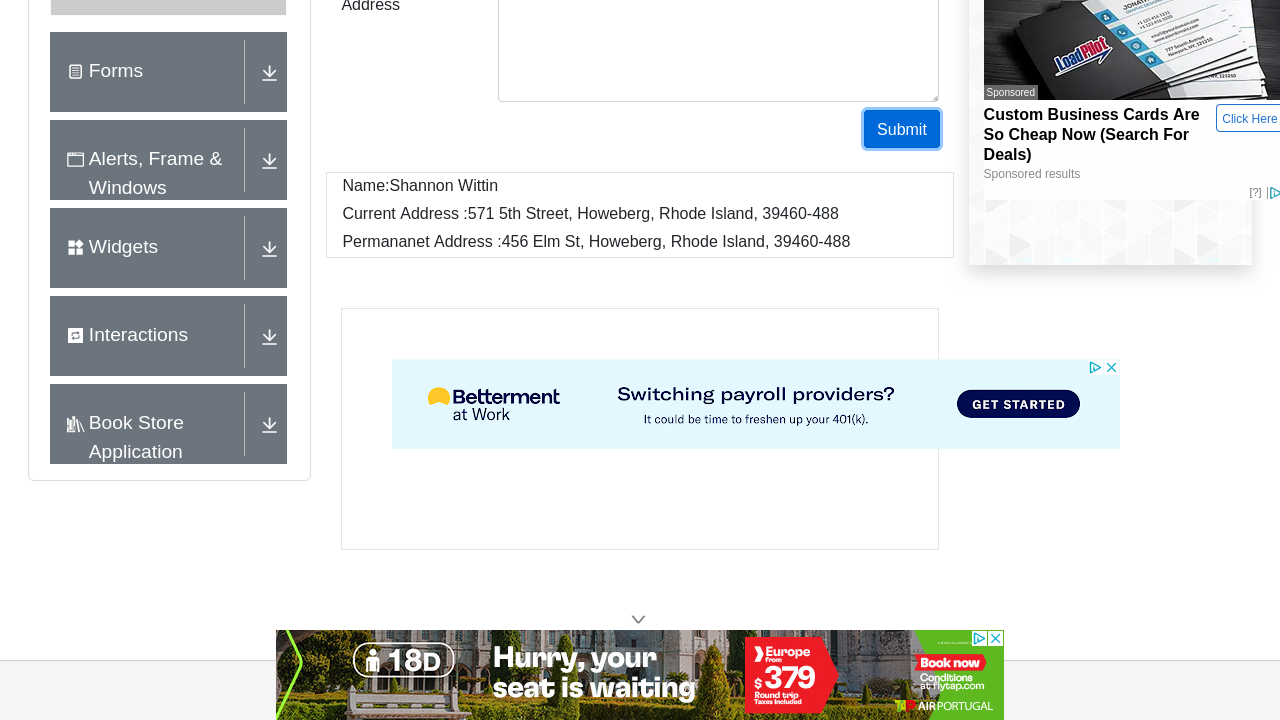 Address
Forms
Alerts, Frame &
Windows
Widgets
Interactions
Book Store
Application
Submit
Name:Shannon Wittin
Current Address :571 5th Street, Howeberg, Rhode Island, 39460-488
Permananet Address :456 Elm St, Howeberg, Rhode Island, 39460-488
LoadPilot
Sponsored
Custom Business Cards Are
So Cheap Now (Search For
Deals)
Click Here
Sponsored results
[?]
Betterment
at Work
Switching payroll providers?
It could be time to freshen up your 401(k).
GET STARTED
18D
Hurry, your
seat is waiting
Europe
from
$379
Round trip
Taxes included
Book now
Conditions
at flytap.com
AIRPORTUGAL